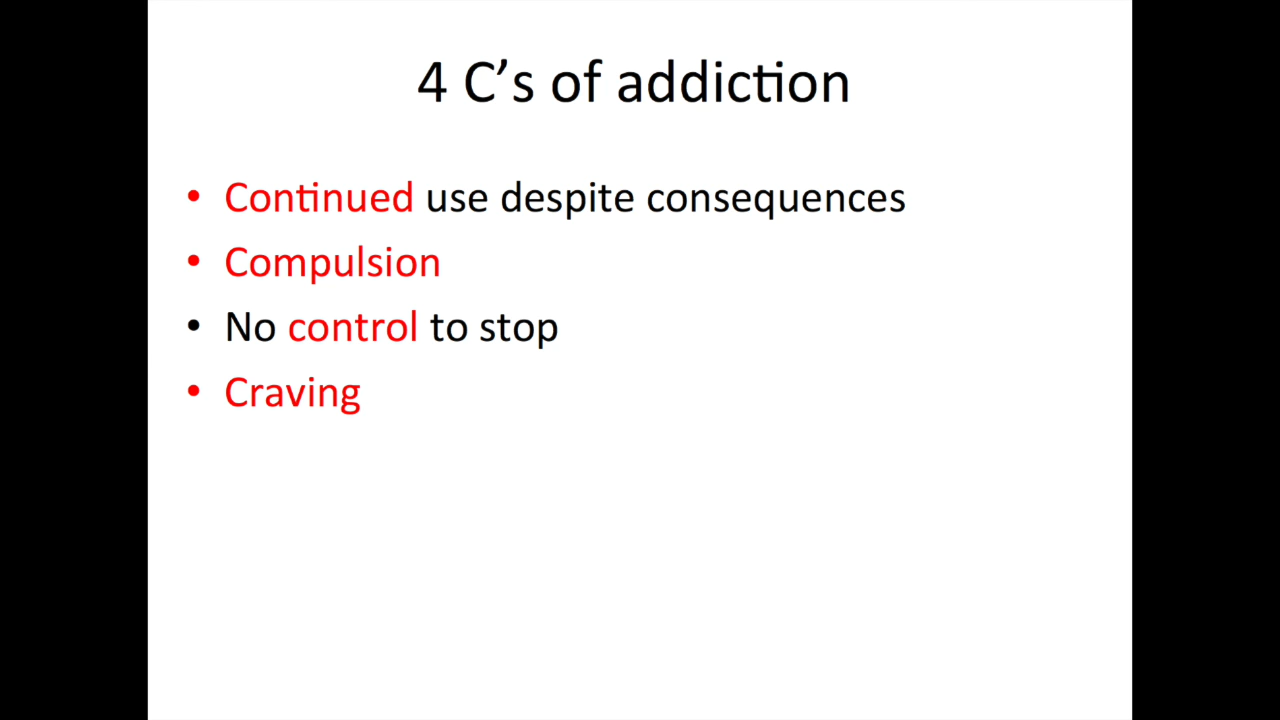 4 C’s of addiction
• Continued use despite consequences
• Compulsion
• No control to stop
• Craving